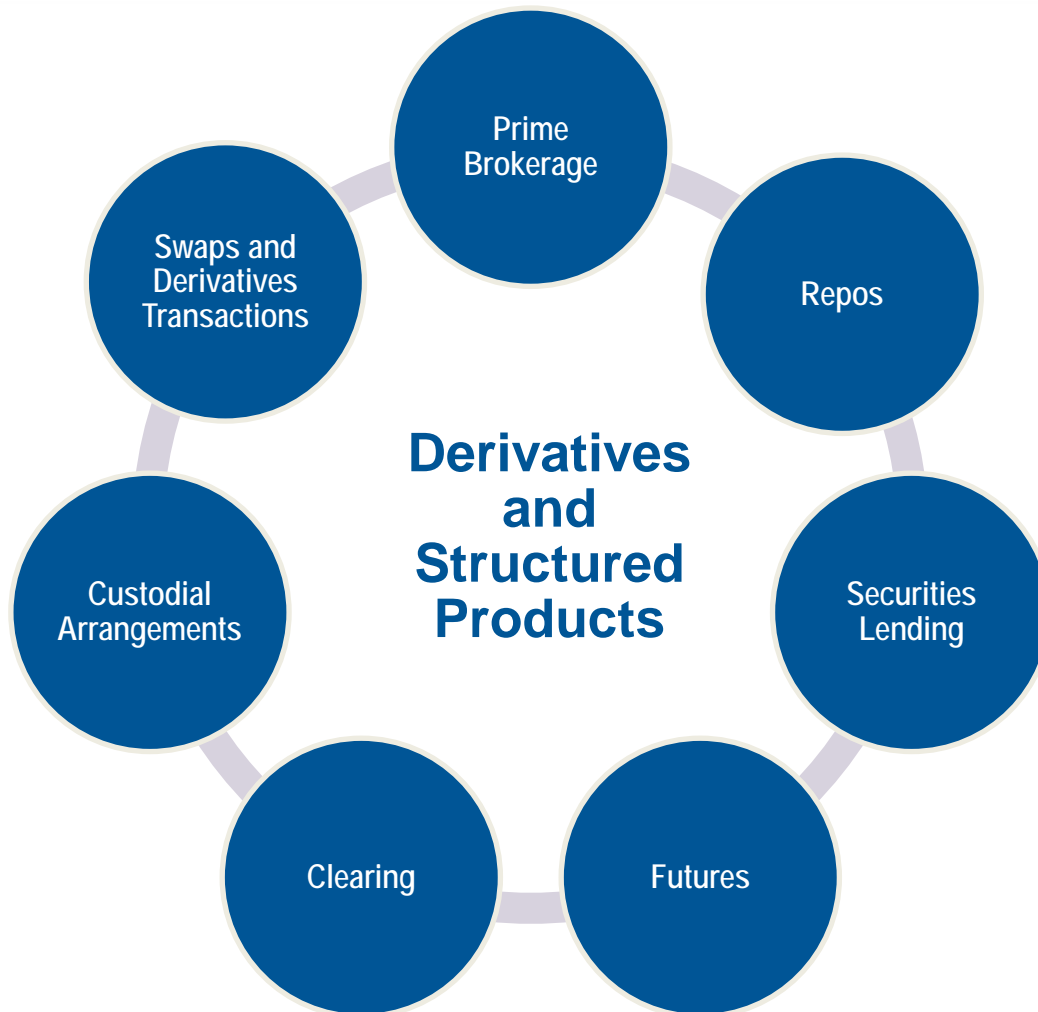 Prime
Brokerage
Swaps and
Derivatives
Transactions
Repos
Derivatives
and
Structured
Products
Custodial
Arrangements
Securities
Lending
Clearing
Futures